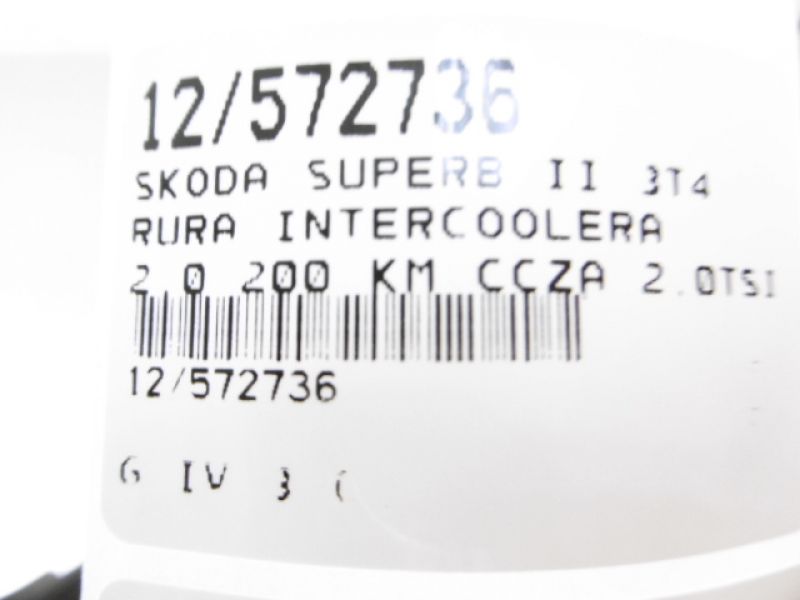 12/572736
SKODA SUPERB II 3T4
RURA INTERCOOLERA
2.0 200 KM CCZA 2.0TSI
12/572736
G IV 3